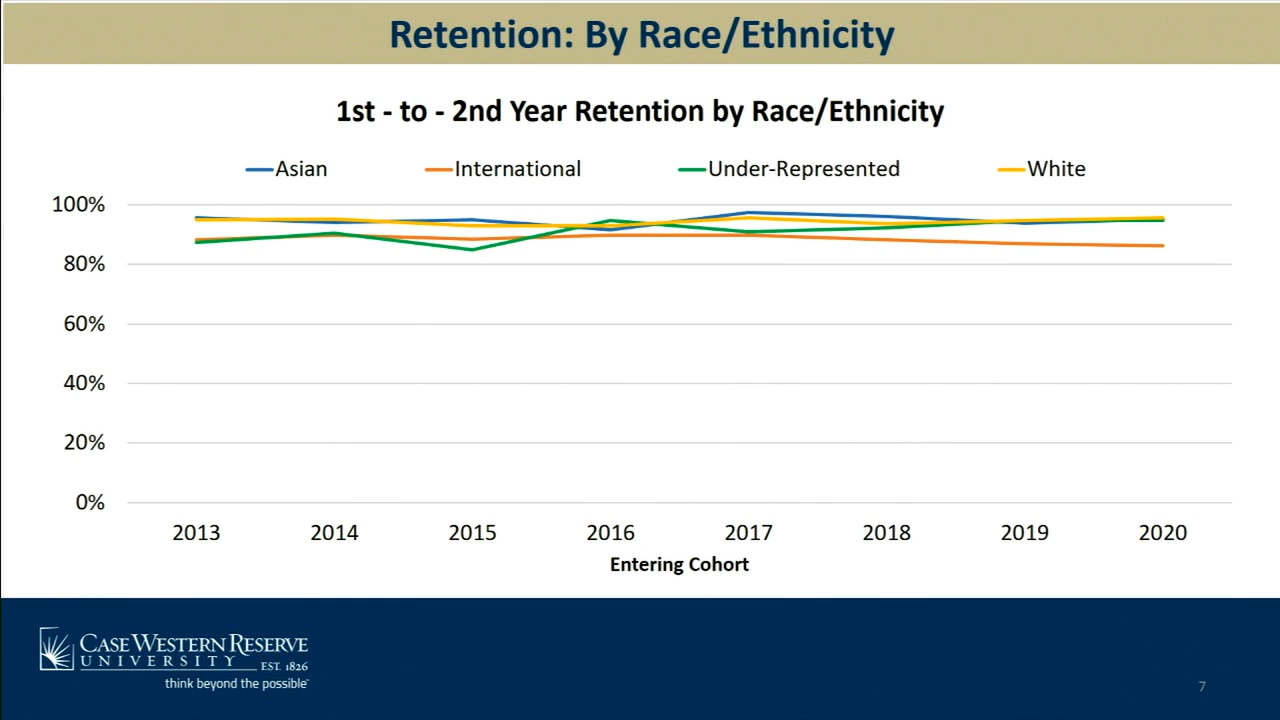 Retention: By Race/Ethnicity
1st - to - 2nd Year Retention by Race/Ethnicity
Asian International Under-Represented White
100%
80%
60%
40%
20%
0%
2013 2014 2015 2016 2017 2018 2019 2020
Entering Cohort
CASE WESTERN RESERVE
UNIVERSITY EST. 1826
think beyond the possible™
7